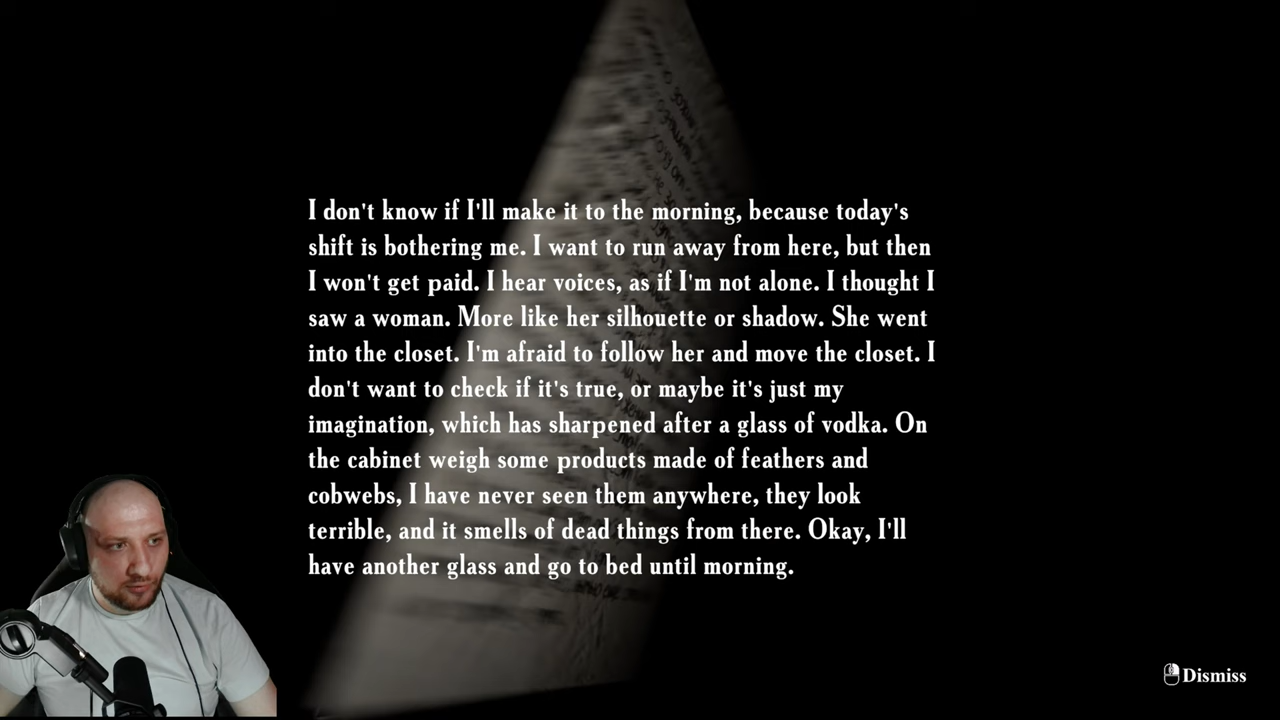 I don't know if I'll make it to the morning, because today's
shift is bothering me. I want to run away from here, but then
I won't get paid. I hear voices, as if I'm not alone. I thought I
saw a woman. More like her silhouette or shadow. She went
into the closet. I'm afraid to follow her and move the closet. I
don't want to check if it's true, or maybe it's just my
imagination, which has sharpened after a glass of vodka. On
the cabinet weigh some products made of feathers and
cobwebs, I have never seen them anywhere, they look
terrible, and it smells of dead things from there. Okay, I'll
have another glass and go to bed until morning.
Dismiss